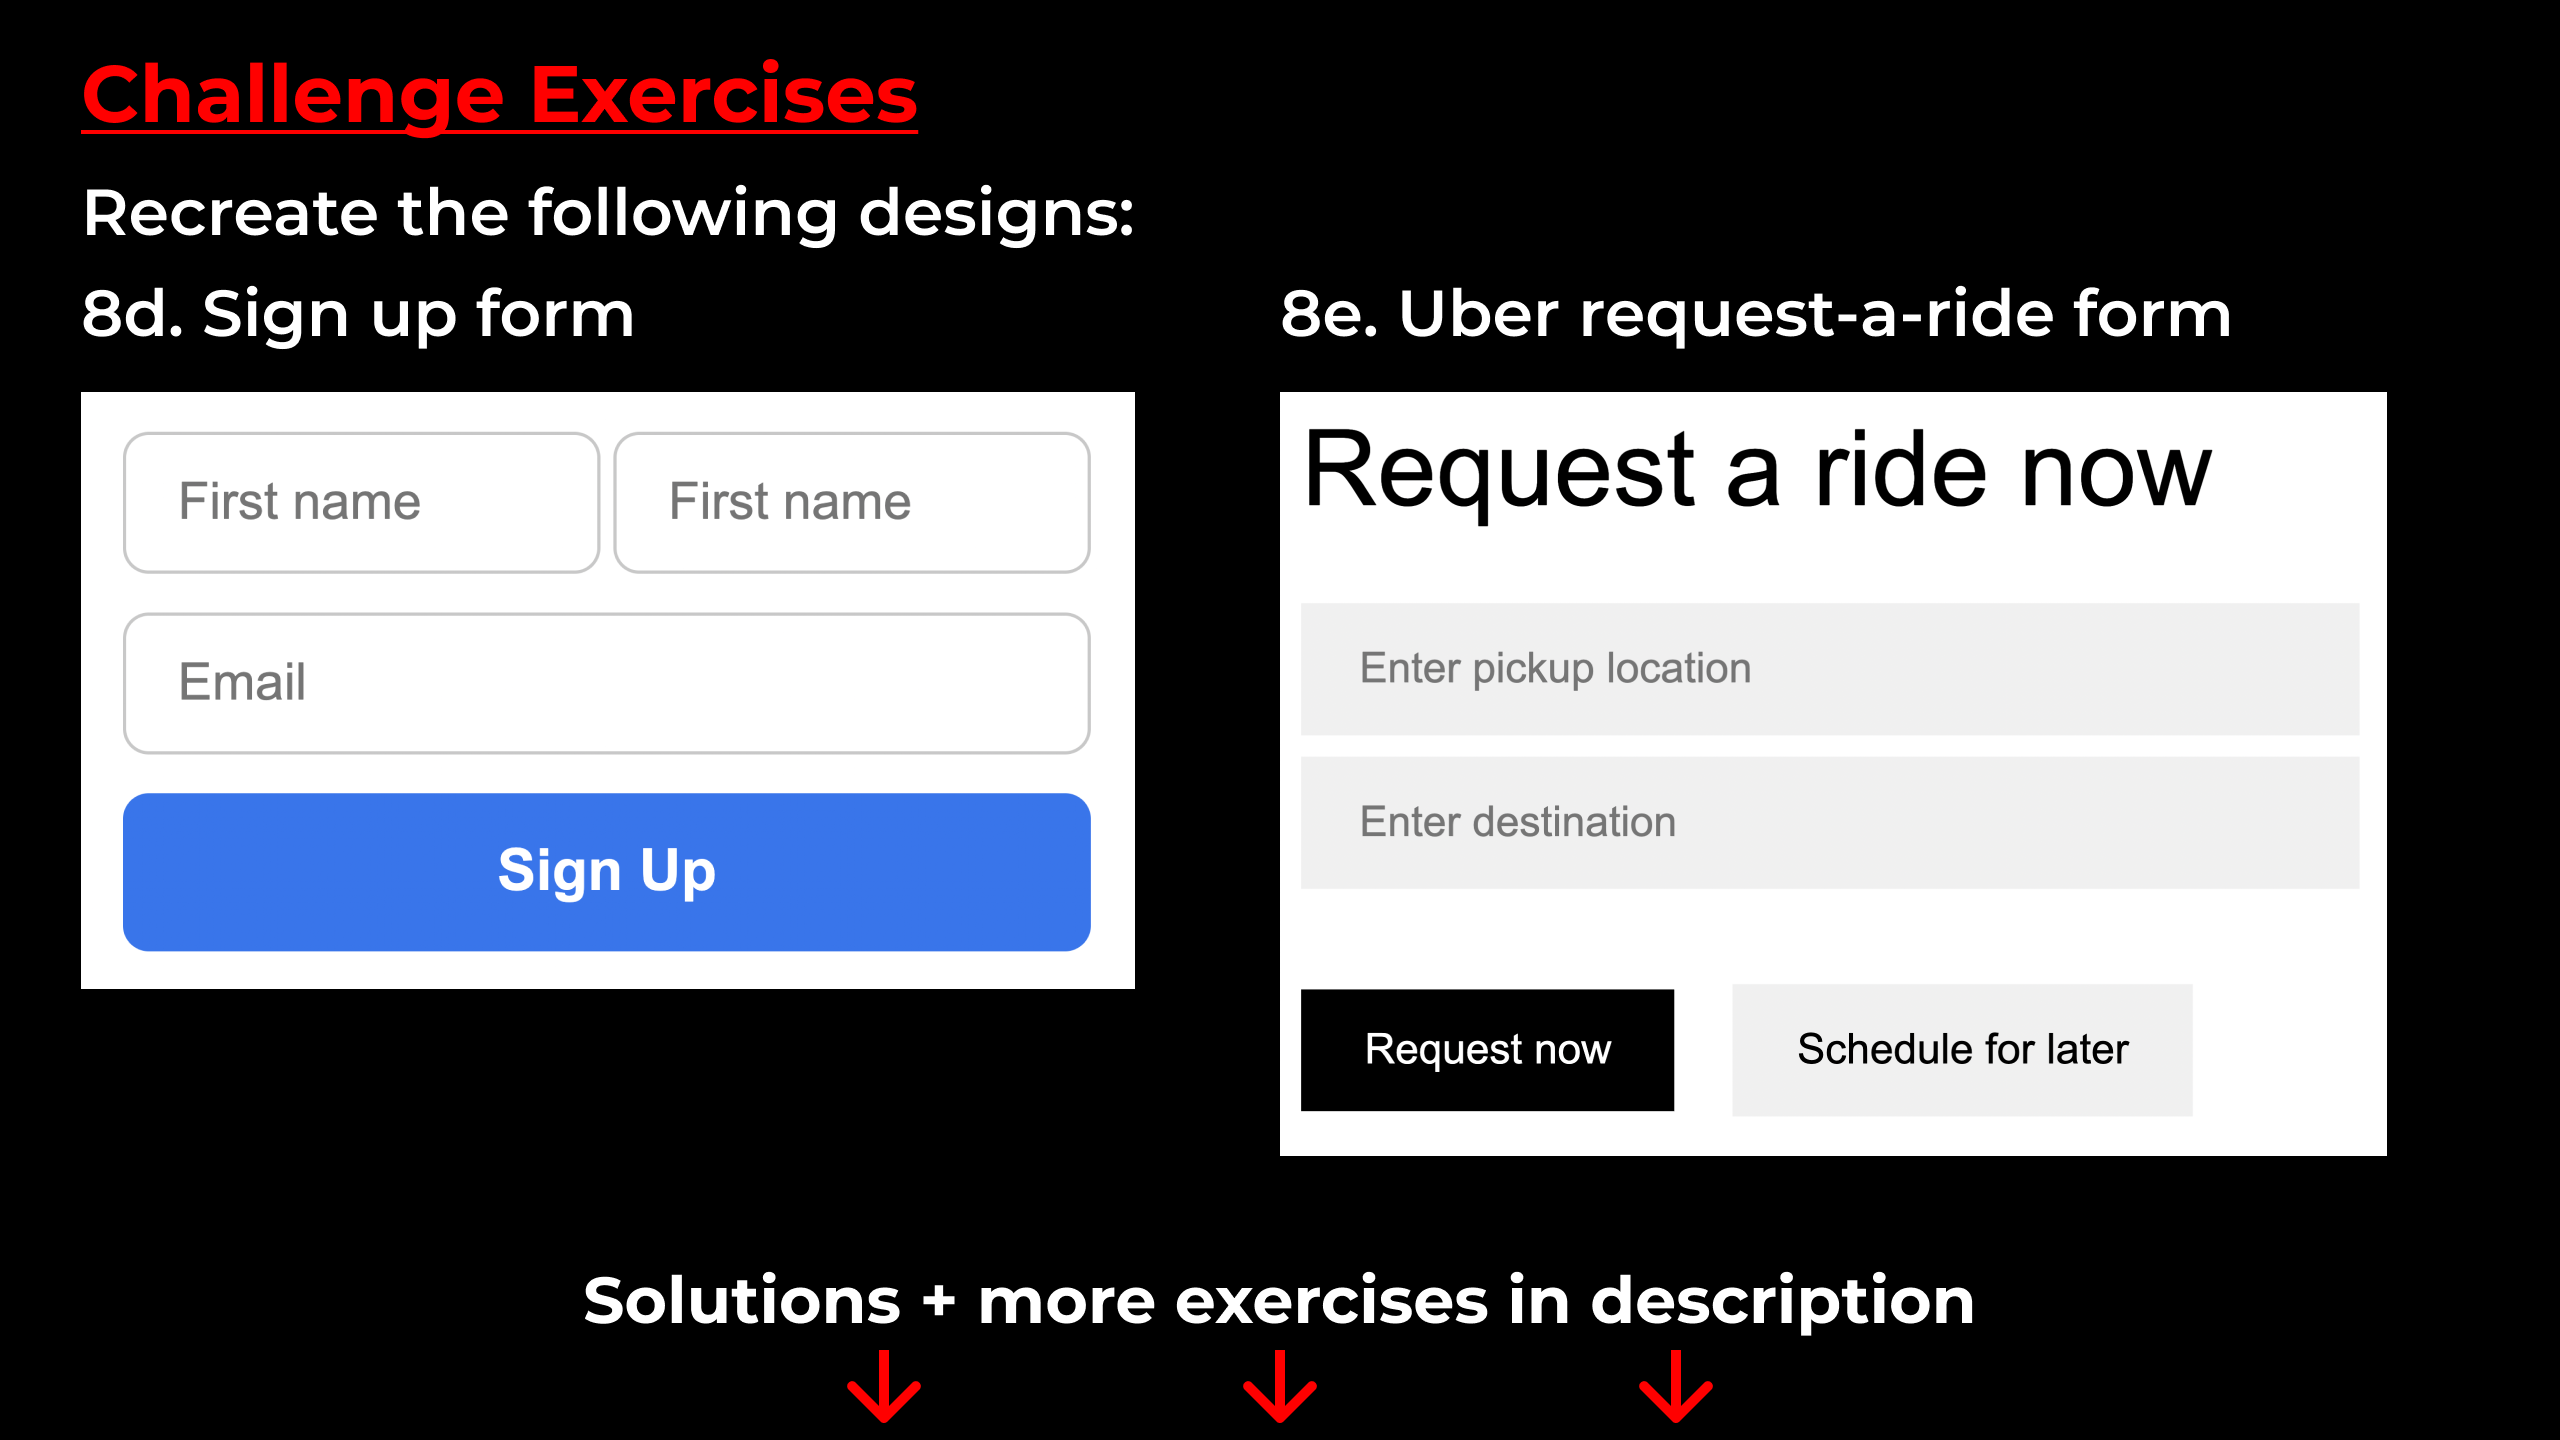 Challenge Exercises
Recreate the following designs:
8d. Sign up form
First name First name
Email
Sign Up
8e. Uber request-a-ride form
Request a ride now
Enter pickup location
Enter destination
Request now Schedule for later
Solutions + more exercises in description